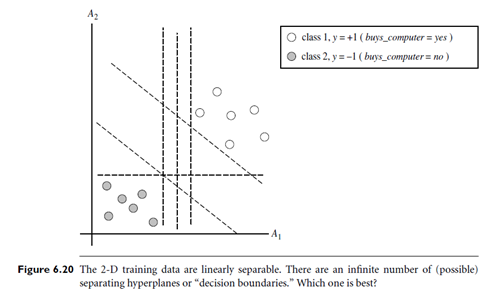 A2
class 1, y = +1 ( buys_computer = yes )
class 2, y = −1 ( buys_computer = no )
A1
Figure 6.20 The 2-D training data are linearly separable. There are an infinite number of (possible)
separating hyperplanes or “decision boundaries.” Which one is best?